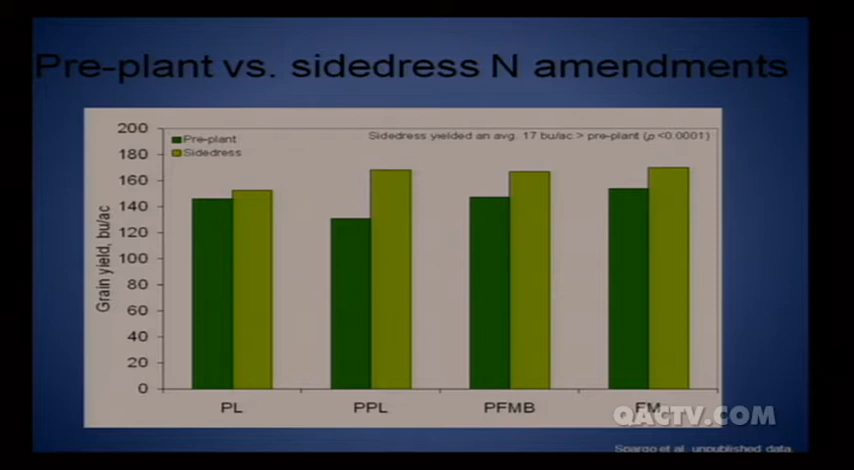 Pre-plant vs. sidedress N amendments
Pre-plant
Sidedress
Sidedress yielded an avg. 17 bu/ac > pre-plant (p <0.0001)
Grain yield, bu/ac
200
180
160
140
120
100
80
60
40
20
0
PL
PPL
PFMB
FM
QACTV.COM
Spargo et al. unpublished data.